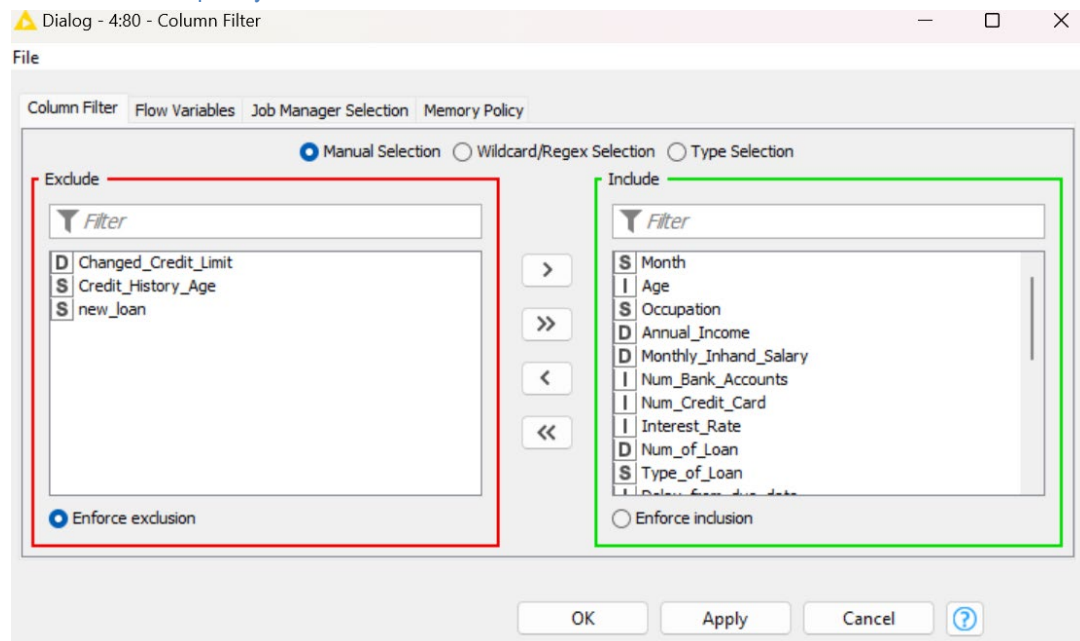 Dialog - 4:80 - Column Filter
File
Column Filter Flow Variables Job Manager Selection Memory Policy
Manual Selection Wildcard/Regex Selection Type Selection
Exclude
Filter
D Changed_Credit_Limit
S Credit_History_Age
S new_loan
Enforce exclusion
>
>>
<
<<
Include
Filter
S Month
I Age
S Occupation
D Annual_Income
D Monthly_Inhand_Salary
I Num_Bank_Accounts
I Num_Credit_Card
I Interest_Rate
D Num_of_Loan
S Type_of_Loan
I Delay_from_due_date
Enforce inclusion
OK Apply Cancel ?